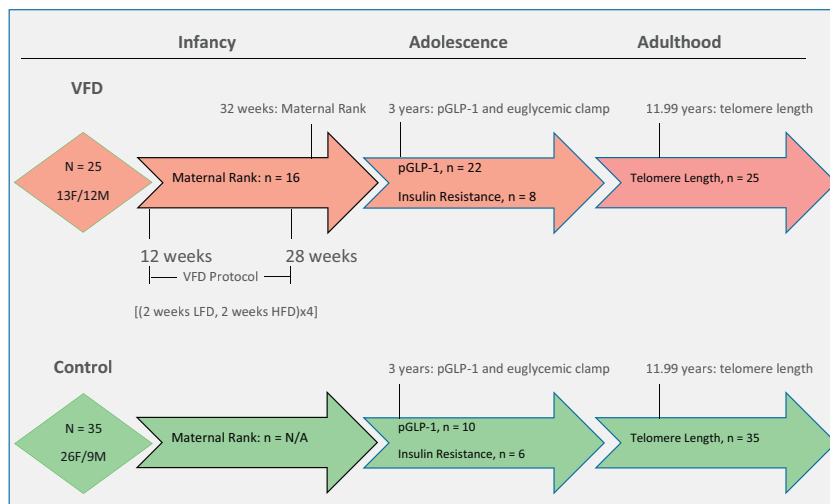 Infancy
Adolescence
Adulthood
VFD
32 weeks: Maternal Rank
3 years: pGLP-1 and euglycemic clamp
11.99 years: telomere length
N = 25
13F/12M
Maternal Rank: n = 16
pGLP-1, n = 22
Insulin Resistance, n = 8
Telomere Length, n = 25
12 weeks
28 weeks
VFD Protocol
[(2 weeks LFD, 2 weeks HFD)x4]
Control
3 years: pGLP-1 and euglycemic clamp
11.99 years: telomere length
N = 35
26F/9M
Maternal Rank: n = N/A
pGLP-1, n = 10
Insulin Resistance, n = 6
Telomere Length, n = 35